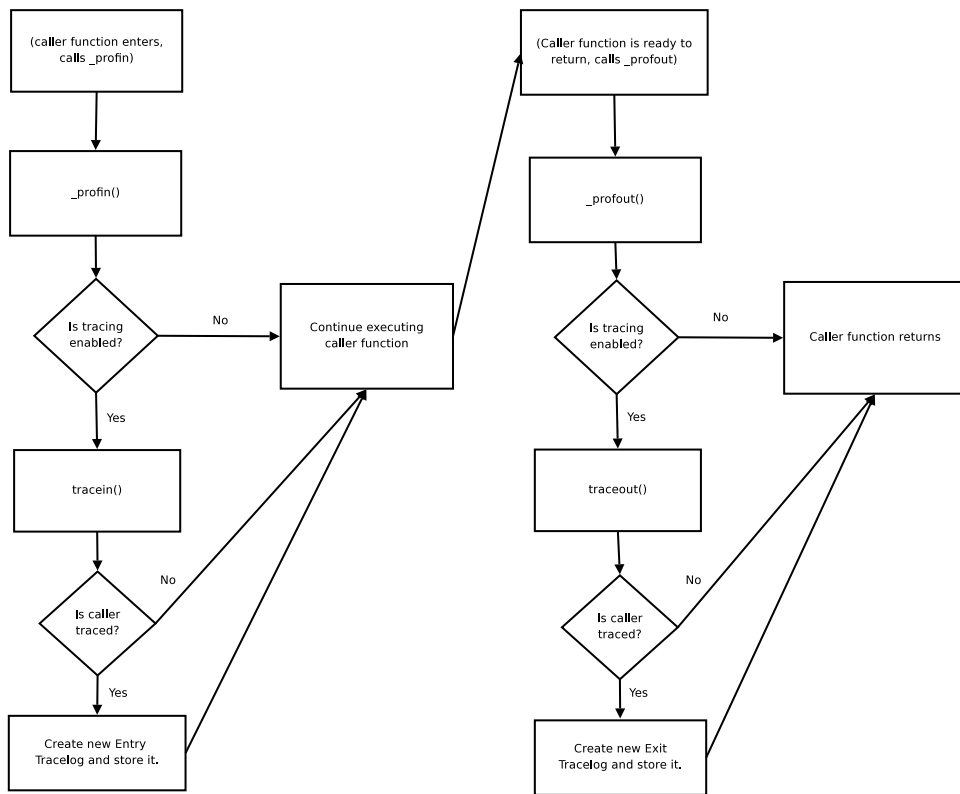 (caller function enters,
calls _profin)
_profin()
Is tracing
enabled?
No
Continue executing
caller function
Yes
tracein()
Is caller
traced?
No
Yes
Create new Entry
Tracelog and store it.
(Caller function is ready to
return, calls _profout)
_profout()
Is tracing
enabled?
No
Caller function returns
Yes
traceout()
Is caller
traced?
No
Yes
Create new Exit
Tracelog and store it.